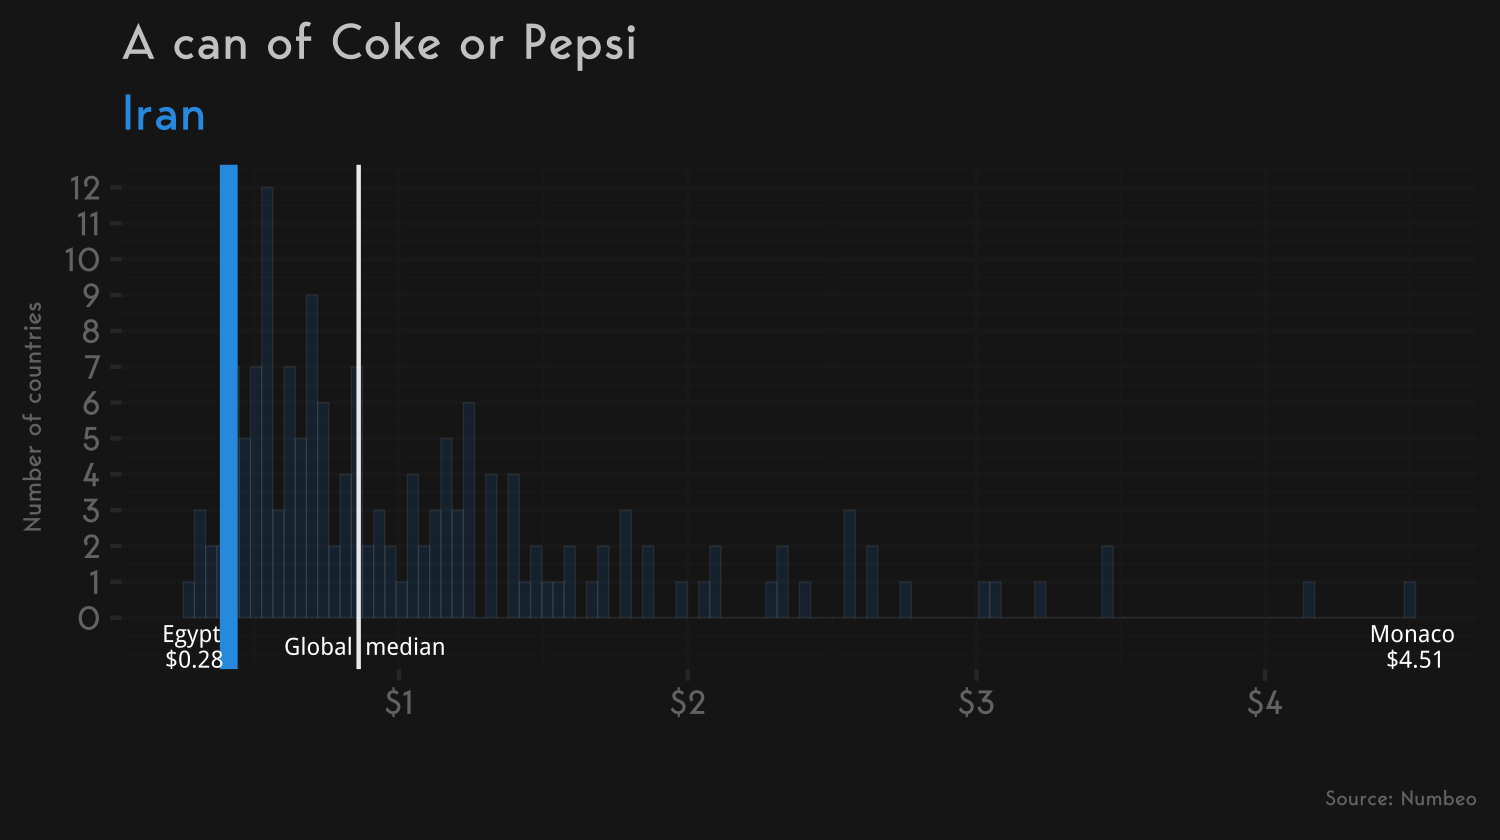 A can of Coke or Pepsi
Iran
Number of countries
12
11
10
9
8
7
6
5
4
3
2
1
0
Egypt
$0.28
Global median
Monaco
$4.51
$1
$2
$3
$4
Source: Numbeo